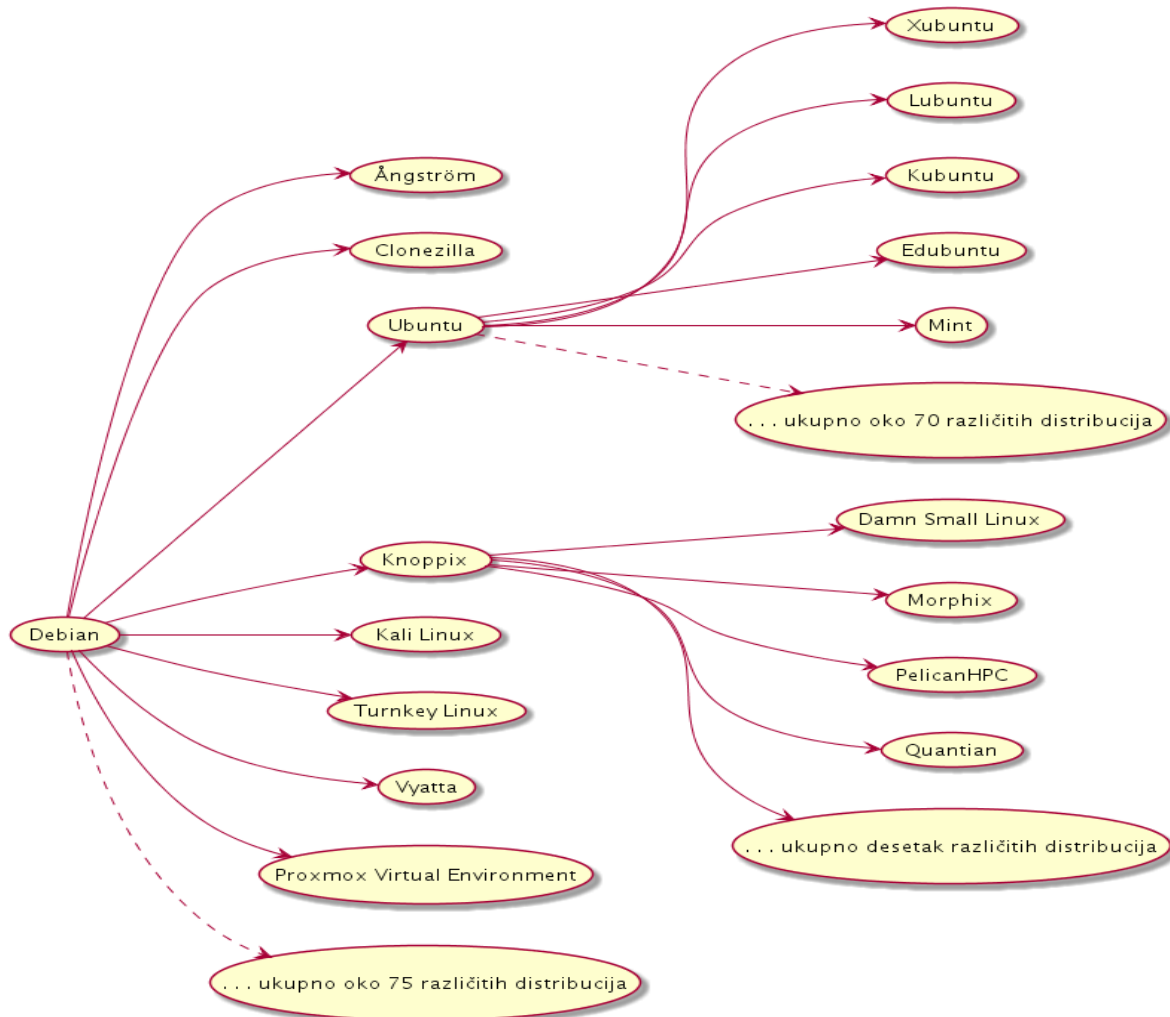 Xubuntu
Lubuntu
Ångström
Kubuntu
Clonezilla
Edubuntu
Ubuntu
Mint
. . . ukupno oko 70 različitih distribucija
Damn Small Linux
Knoppix
Morphix
Debian
Kali Linux
PelicanHPC
Turnkey Linux
Quantian
Vyatta
. . . ukupno desetak različitih distribucija
Proxmox Virtual Environment
. . . ukupno oko 75 različitih distribucija